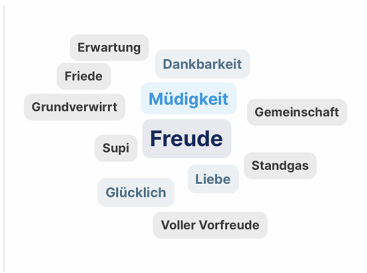 Erwartung
Dankbarkeit
Friede
Müdigkeit
Grundverwirrt
Gemeinschaft
Freude
Supi
Standgas
Liebe
Glücklich
Voller Vorfreude